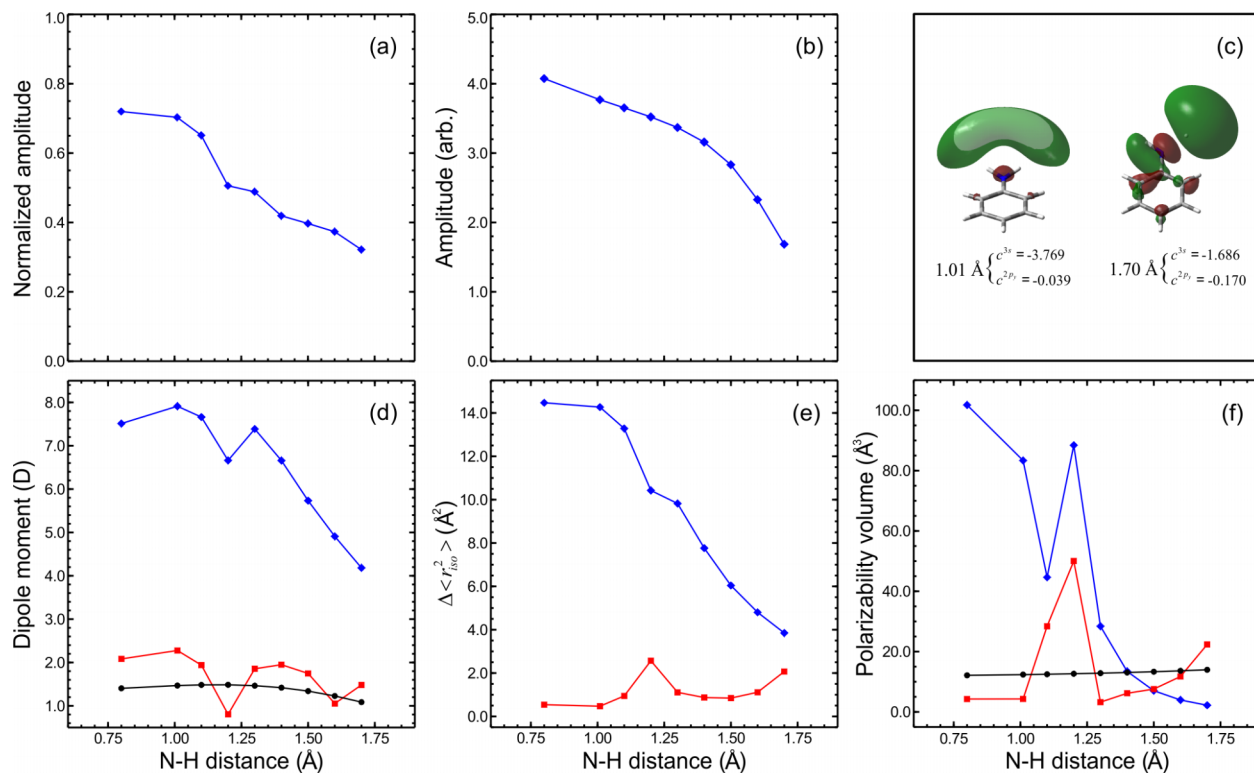 (a)
Normalized amplitude
1.0
0.8
0.6
0.4
0.2
0.0
(b)
Amplitude (arb.)
5.0
4.0
3.0
2.0
1.0
0.0
(c)
1.01 Å { c^{3s} = -3.769
c^{2p_y} = -0.039
1.70 Å { c^{3s} = -1.686
c^{2p_y} = -0.170
(d)
Dipole moment (D)
8.0
7.0
6.0
5.0
4.0
3.0
2.0
1.0
0.75 1.00 1.25 1.50 1.75
N-H distance (Å)
(e)
Δ<r²_{iso}> (Å²)
14.0
12.0
10.0
8.0
6.0
4.0
2.0
0.0
0.75 1.00 1.25 1.50 1.75
N-H distance (Å)
(f)
Polarizability volume (Å³)
100.0
80.0
60.0
40.0
20.0
0.0
0.75 1.00 1.25 1.50 1.75
N-H distance (Å)